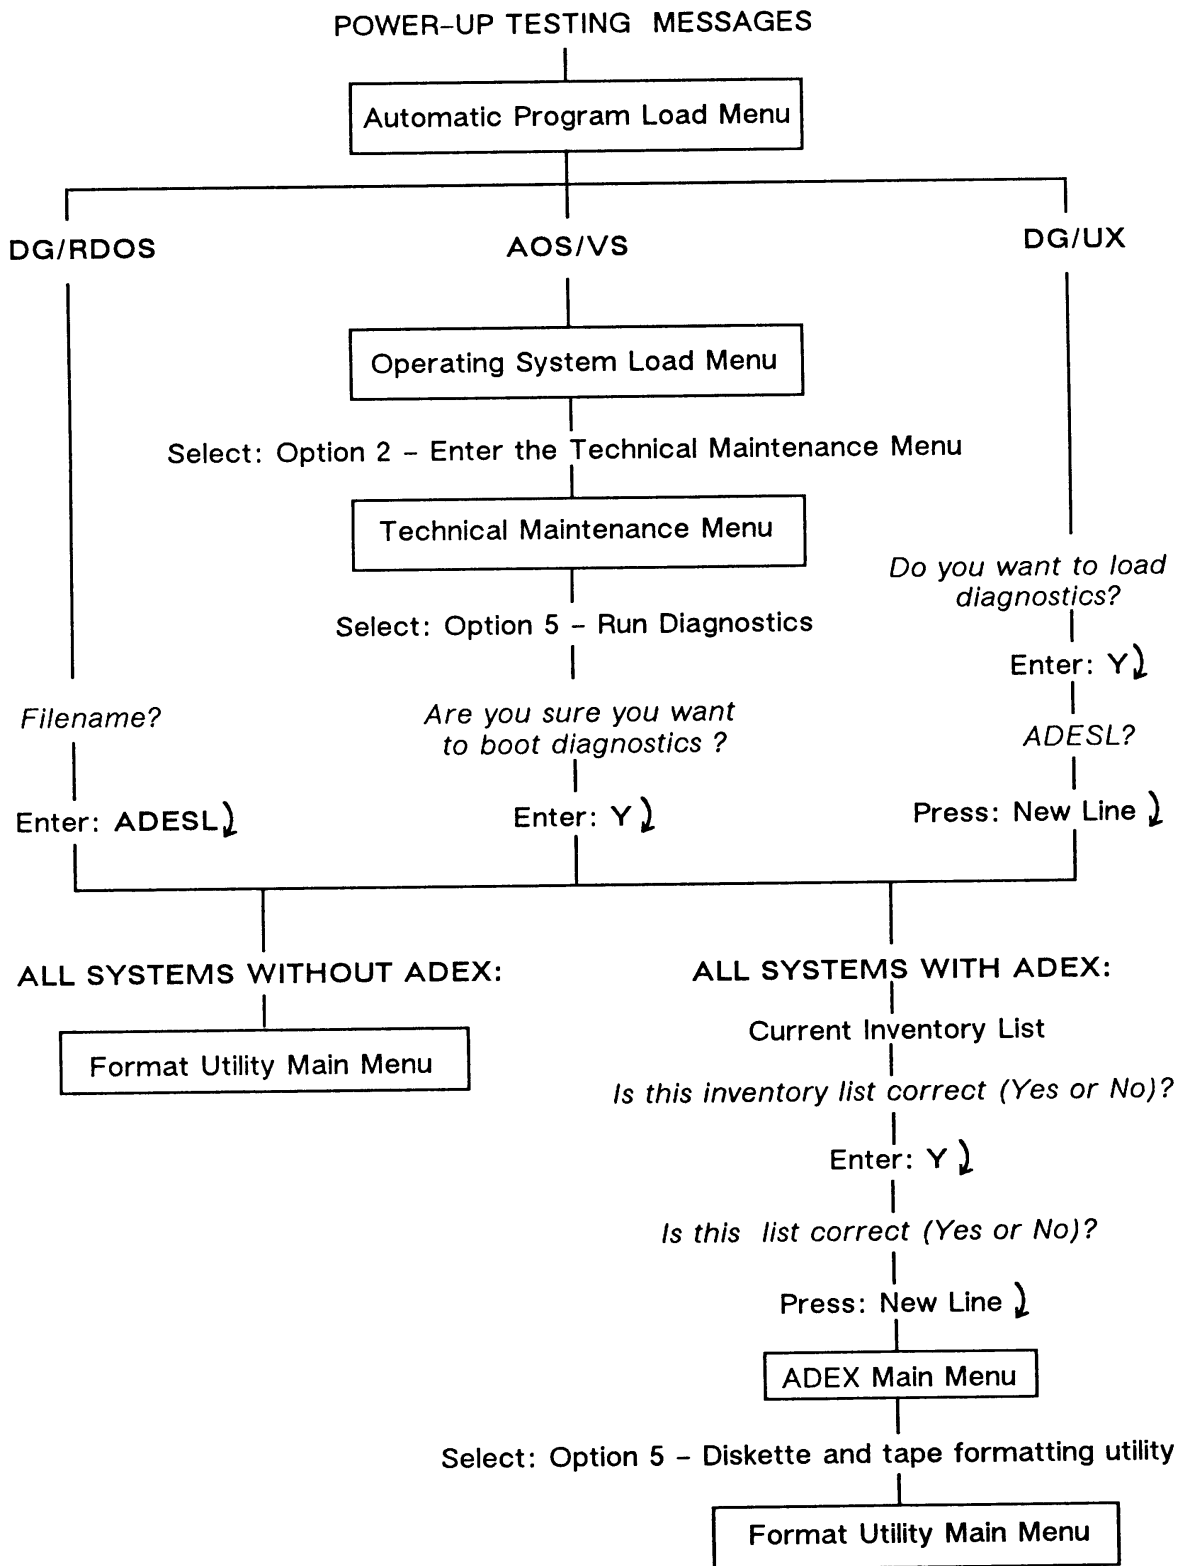 POWER-UP TESTING MESSAGES
Automatic Program Load Menu
DG/RDOS
AOS/VS
DG/UX
Operating System Load Menu
Select: Option 2 – Enter the Technical Maintenance Menu
Technical Maintenance Menu
Do you want to load
diagnostics?
Select: Option 5 – Run Diagnostics
Enter: Y
Filename?
Are you sure you want
to boot diagnostics ?
ADESL?
Enter: ADESL
Enter: Y
Press: New Line
ALL SYSTEMS WITHOUT ADEX:
Format Utility Main Menu
ALL SYSTEMS WITH ADEX:
Current Inventory List
Is this inventory list correct (Yes or No)?
Enter: Y
Is this list correct (Yes or No)?
Press: New Line
ADEX Main Menu
Select: Option 5 – Diskette and tape formatting utility
Format Utility Main Menu